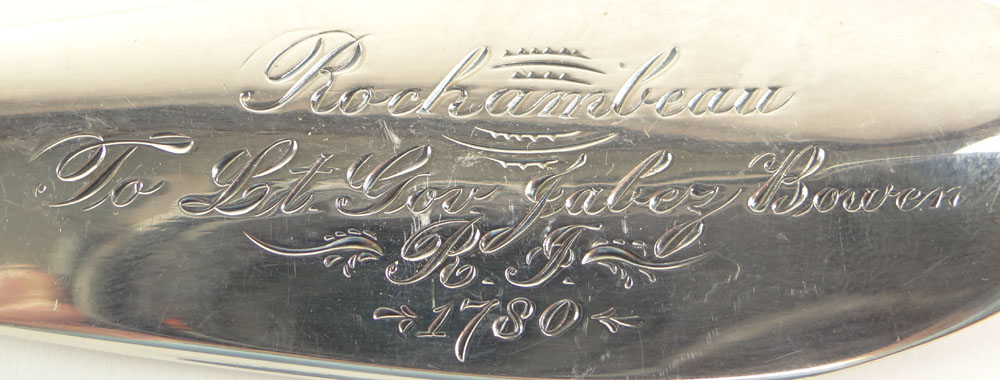 Rochambeau
To Lt. Gov. Jabez Bowen
R. I.
1780